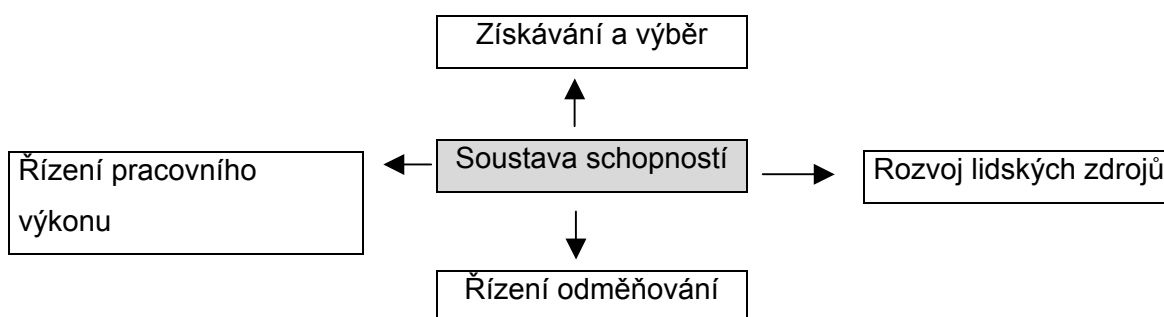 Získávání a výběr
Soustava schopností
Řízení pracovního
výkonu
Rozvoj lidských zdrojů
Řízení odměňování